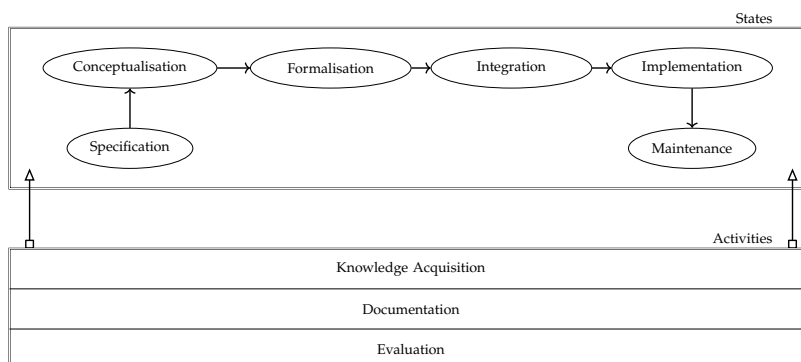 States
Conceptualisation
Formalisation
Integration
Implementation
Specification
Maintenance
Activities
Knowledge Acquisition
Documentation
Evaluation